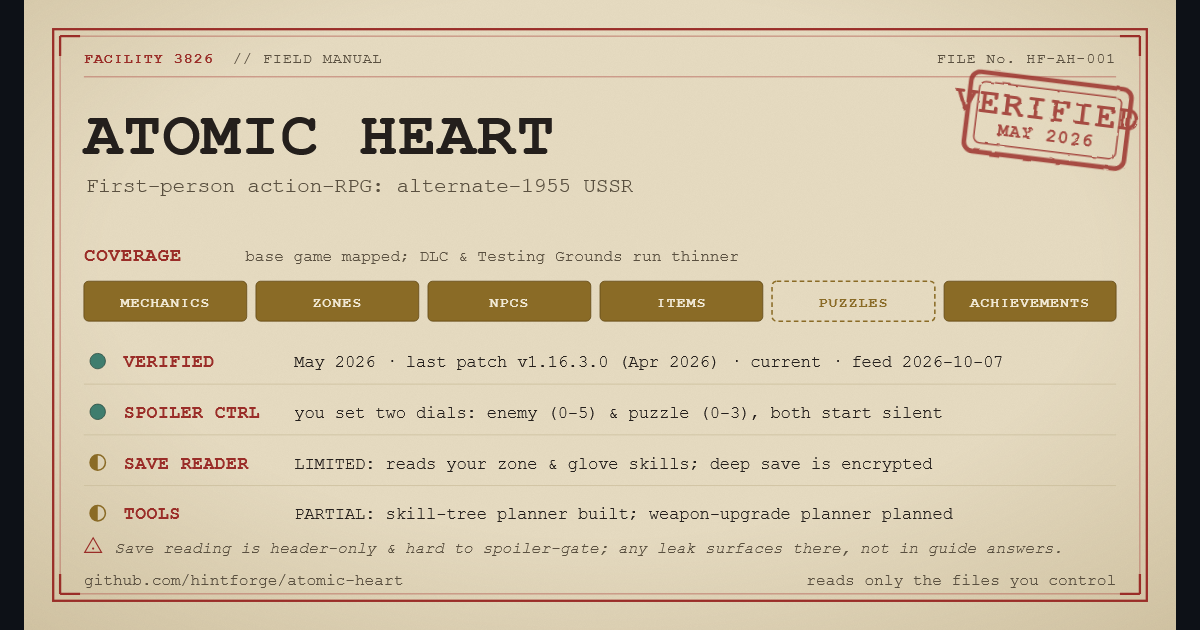 FACILITY 3826 // FIELD MANUAL
FILE No. HF-AH-001
VERIFIED
MAY 2026
ATOMIC HEART
First-person action-RPG: alternate-1955 USSR
COVERAGE base game mapped; DLC & Testing Grounds run thinner
MECHANICS ZONES NPCS ITEMS PUZZLES ACHIEVEMENTS
VERIFIED May 2026 · last patch v1.16.3.0 (Apr 2026) · current · feed 2026-10-07
SPOILER CTRL you set two dials: enemy (0-5) & puzzle (0-3), both start silent
SAVE READER LIMITED: reads your zone & glove skills; deep save is encrypted
TOOLS PARTIAL: skill-tree planner built; weapon-upgrade planner planned
Save reading is header-only & hard to spoiler-gate; any leak surfaces there, not in guide answers.
github.com/hintforge/atomic-heart
reads only the files you control